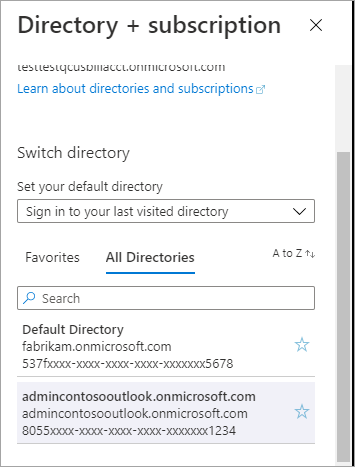 Directory + subscription
testtestqcusbillacct.onmicrosoft.com
Learn about directories and subscriptions
Switch directory
Set your default directory
Sign in to your last visited directory
Favorites
All Directories
A to Z
Search
Default Directory
fabrikam.onmicrosoft.com
537fxxxx-xxxx-xxxx-xxxx-xxxxxxx5678
admincontosooutlook.onmicrosoft.com
admincontosooutlook.onmicrosoft.com
8055xxxx-xxxx-xxxx-xxxx-xxxxxxx1234